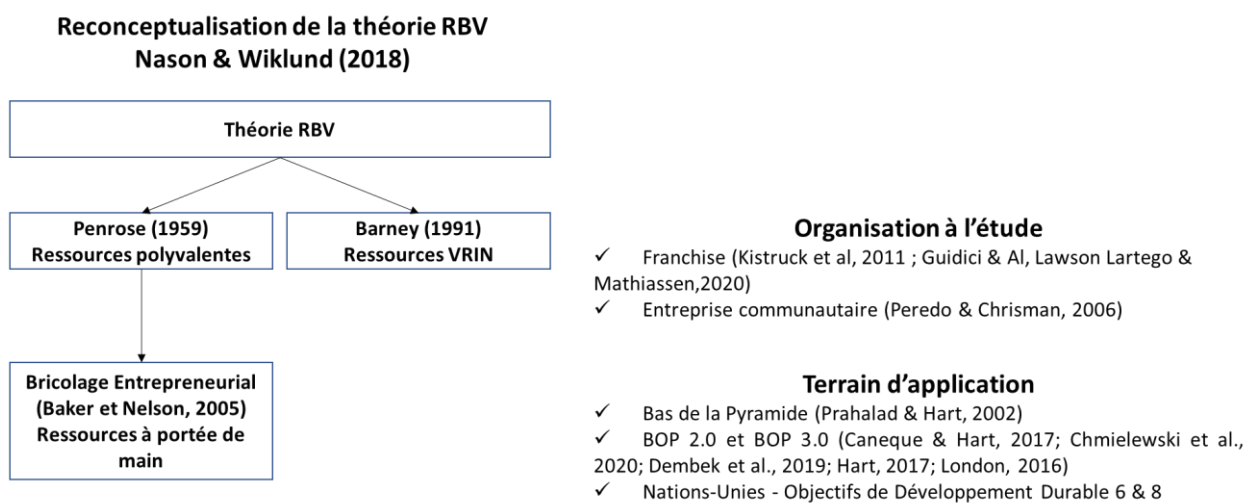 Reconceptualisation de la théorie RBV
Nason & Wiklund (2018)
Théorie RBV
Penrose (1959)
Ressources polyvalentes
Barney (1991)
Ressources VRIN
Bricolage Entrepreneurial
(Baker et Nelson, 2005)
Ressources à portée de
main
Organisation à l’étude
✓ Franchise (Kistruck et al, 2011 ; Guidici & Al, Lawson Lartego &
Mathiassen,2020)
✓ Entreprise communautaire (Peredo & Chrisman, 2006)
Terrain d’application
✓ Bas de la Pyramide (Prahalad & Hart, 2002)
✓ BOP 2.0 et BOP 3.0 (Caneque & Hart, 2017; Chmielewski et al.,
2020; Dembek et al., 2019; Hart, 2017; London, 2016)
✓ Nations-Unies - Objectifs de Développement Durable 6 & 8